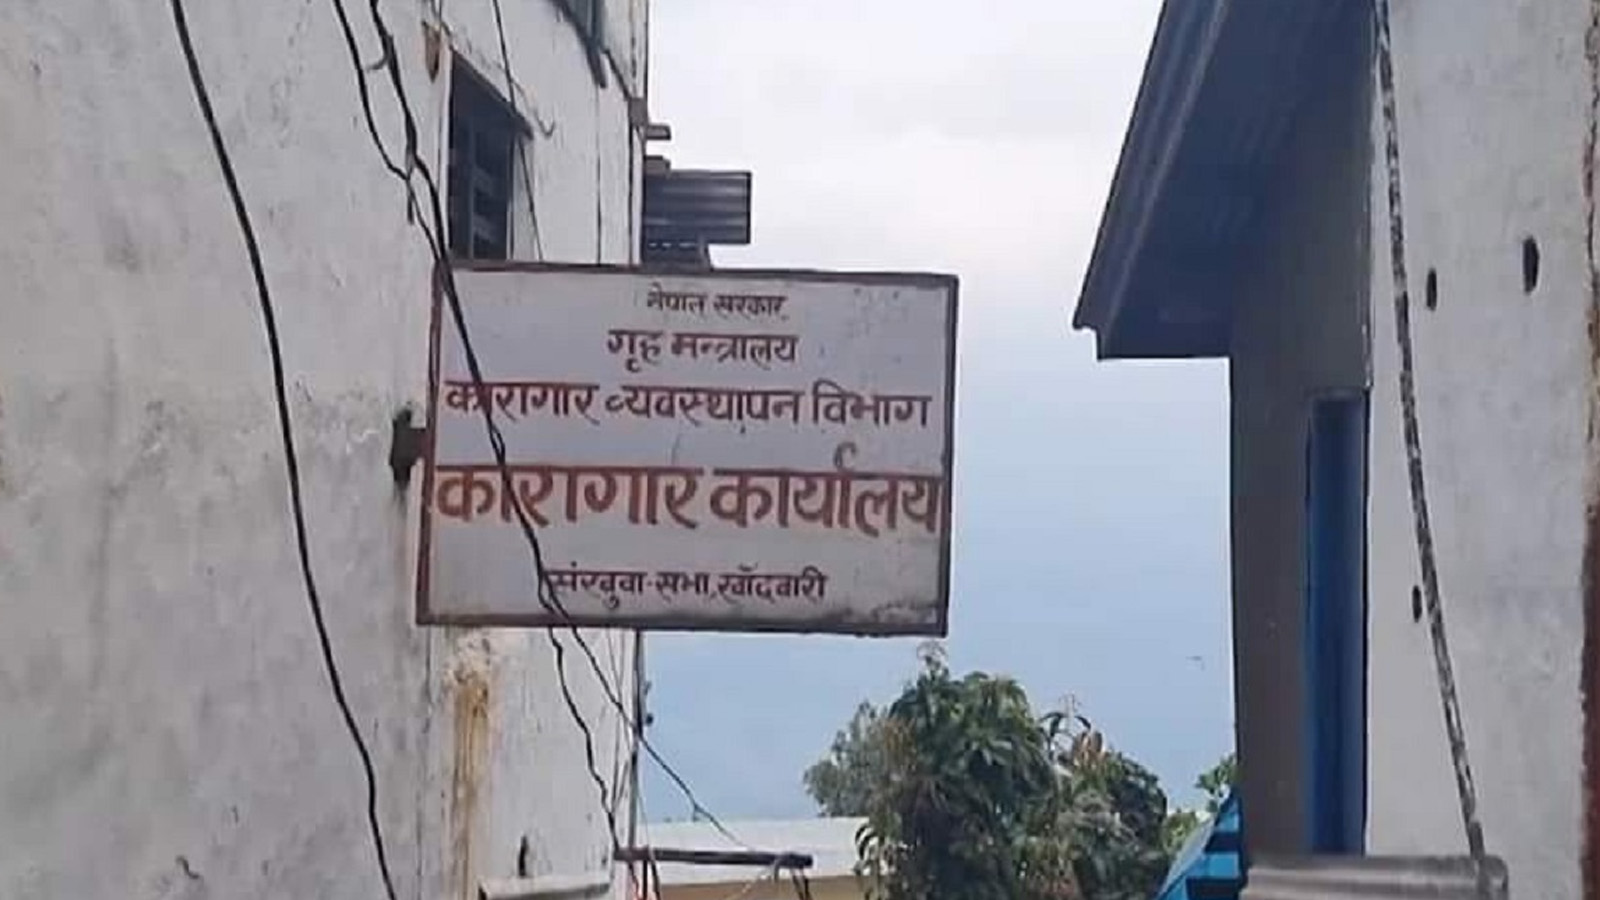 नेपाल सरकार
गृह मन्त्रालय
कारागार व्यवस्थापन विभाग
कारागार कार्यालय
संखुवा-सभा, खाँदबारी